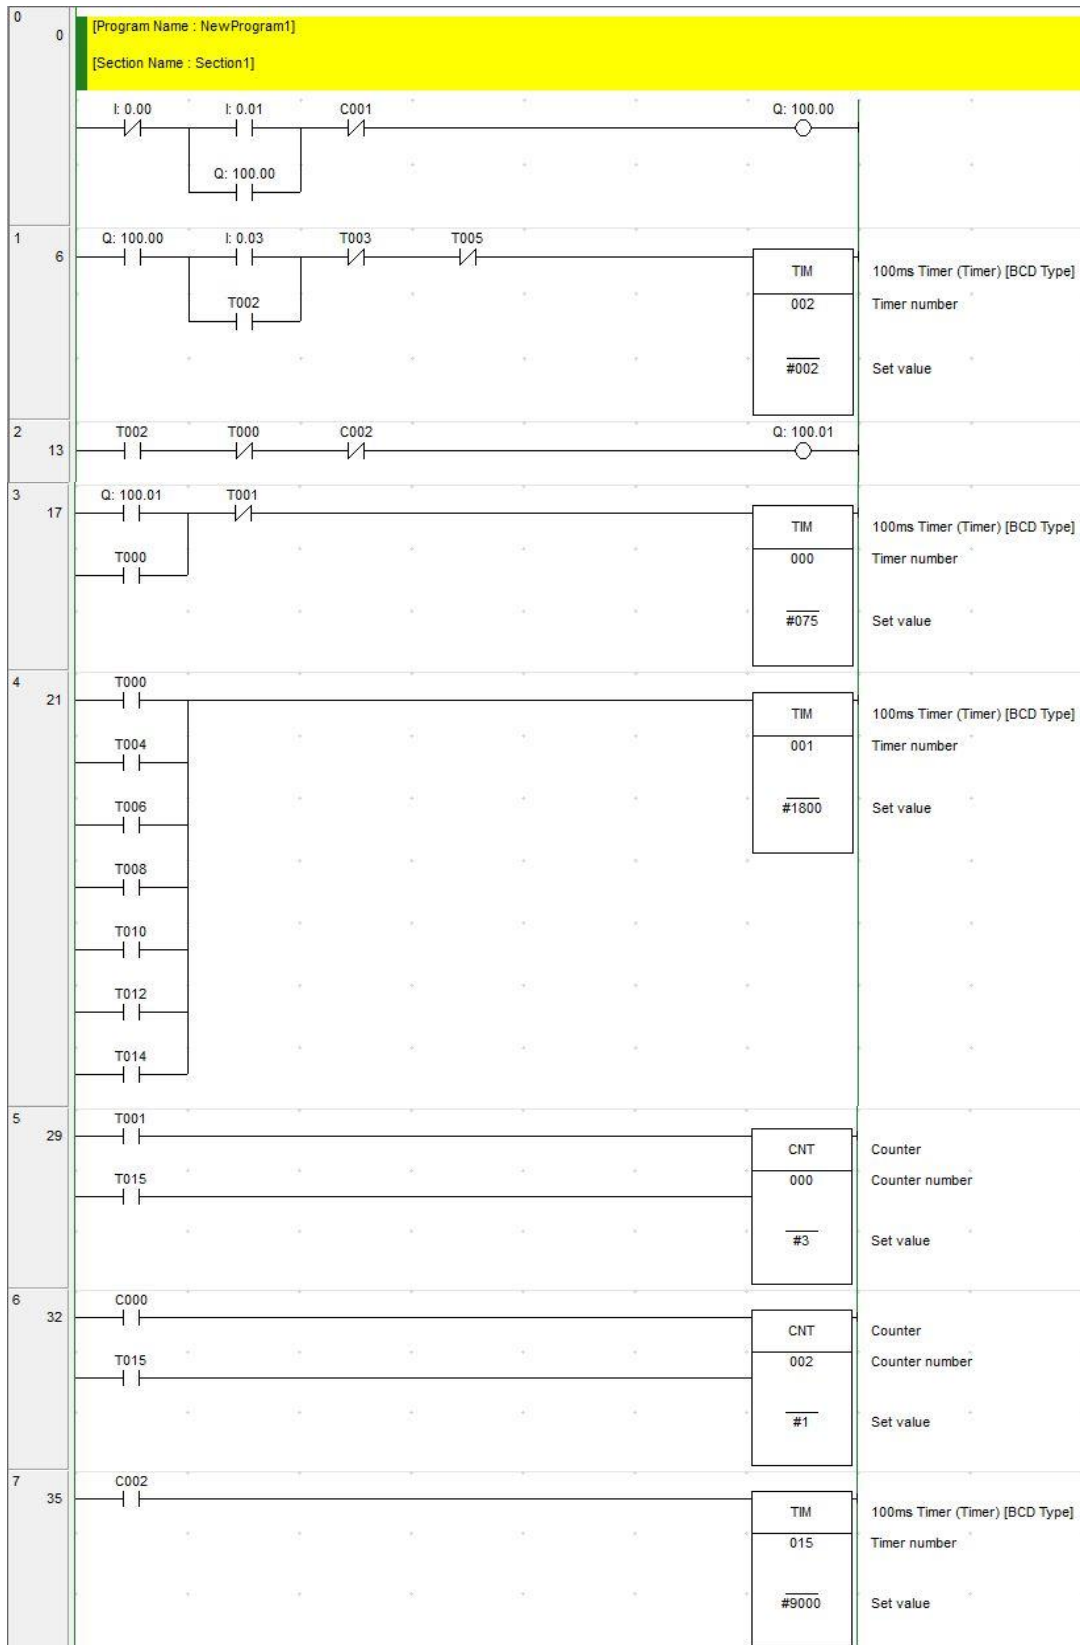 0
0
[Program Name : NewProgram1]
[Section Name : Section1]
I: 0.00 I: 0.01 C001 Q: 100.00
Q: 100.00
1
6
Q: 100.00 I: 0.03 T003 T005
TIM 100ms Timer (Timer) [BCD Type]
T002 002 Timer number
#002 Set value
2
13
T002 T000 C002 Q: 100.01
3
17
Q: 100.01 T001
TIM 100ms Timer (Timer) [BCD Type]
T000 000 Timer number
#075 Set value
4
21
T000
TIM 100ms Timer (Timer) [BCD Type]
T004 001 Timer number
T006 #1800 Set value
T008
T010
T012
T014
5
29
T001
CNT Counter
T015 000 Counter number
#3 Set value
6
32
C000
CNT Counter
T015 002 Counter number
#1 Set value
7
35
C002
TIM 100ms Timer (Timer) [BCD Type]
015 Timer number
#9000 Set value